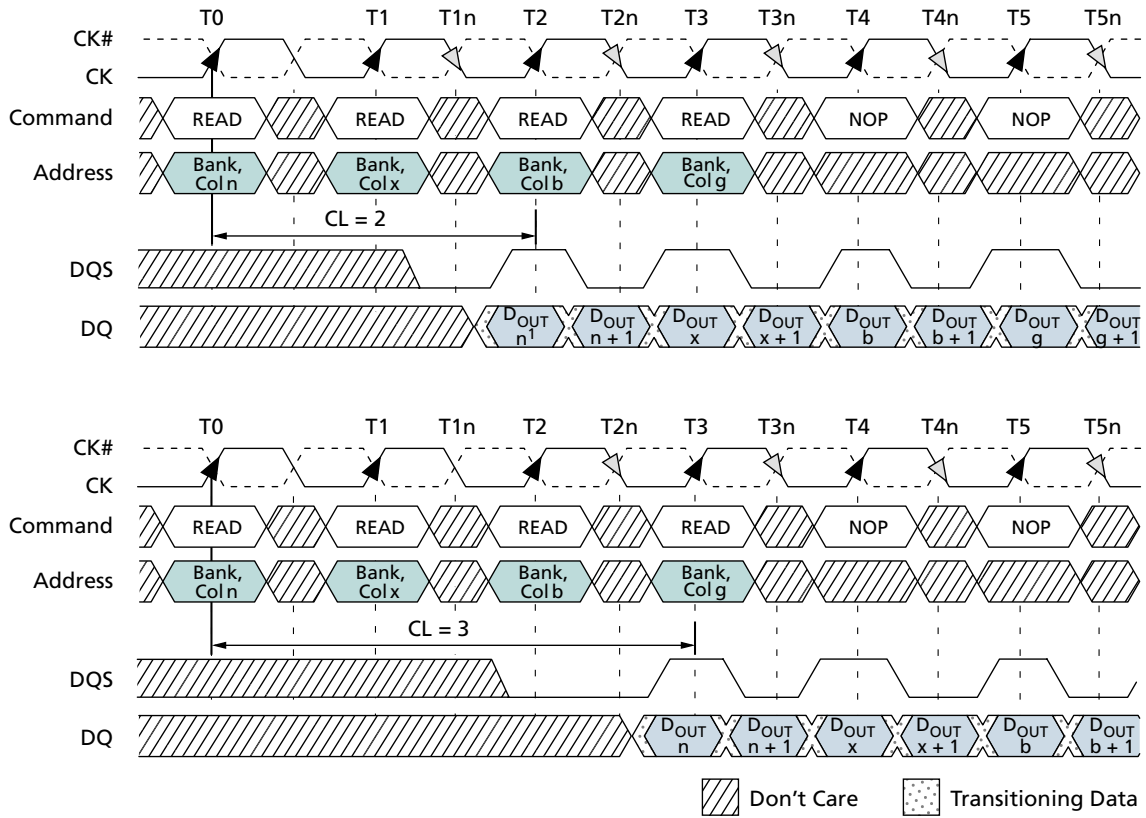 T0 T1 T1n T2 T2n T3 T3n T4 T4n T5 T5n
CK#
CK
Command READ READ READ READ NOP NOP
Address Bank, Col n Bank, Col x Bank, Col b Bank, Col g
CL = 2
DQS
DQ DOUT n1 DOUT n + 1 DOUT x DOUT x + 1 DOUT b DOUT b + 1 DOUT g DOUT g + 1
T0 T1 T1n T2 T2n T3 T3n T4 T4n T5 T5n
CK#
CK
Command READ READ READ READ NOP NOP
Address Bank, Col n Bank, Col x Bank, Col b Bank, Col g
CL = 3
DQS
DQ DOUT n DOUT n + 1 DOUT x DOUT x + 1 DOUT b DOUT b + 1
Don't Care Transitioning Data